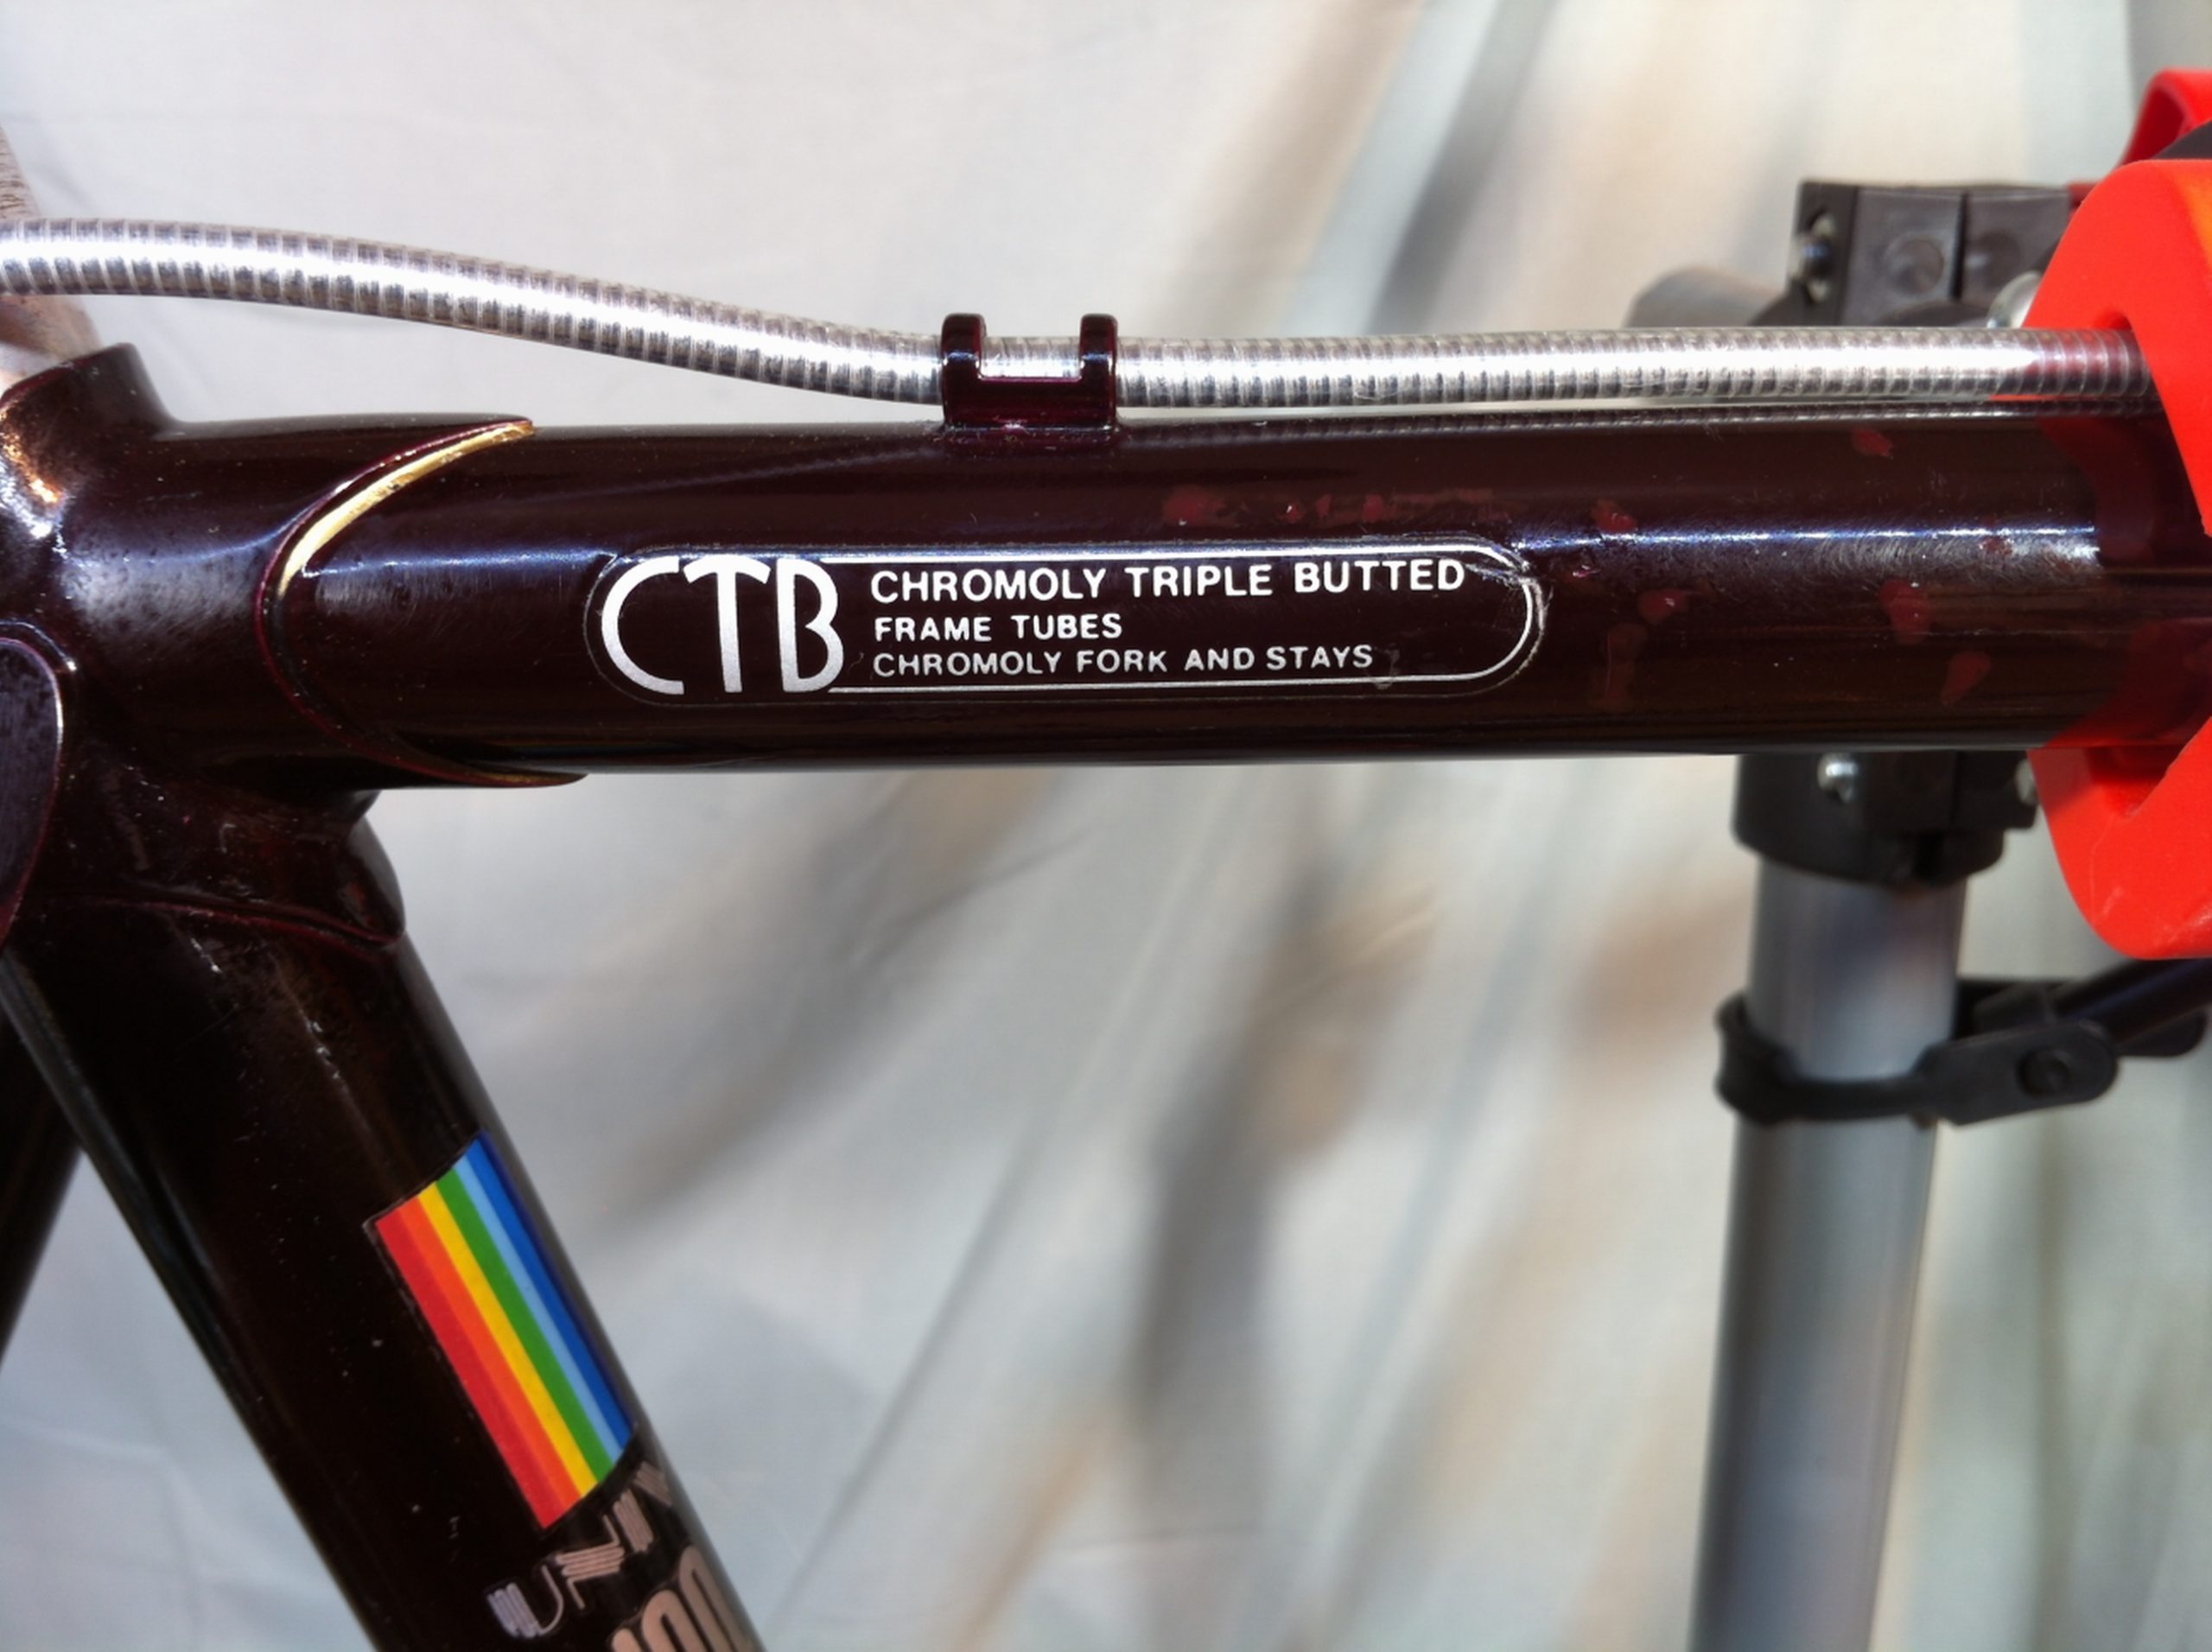 CTB
CHROMOLY TRIPLE BUTTED
FRAME TUBES
CHROMOLY FORK AND STAYS